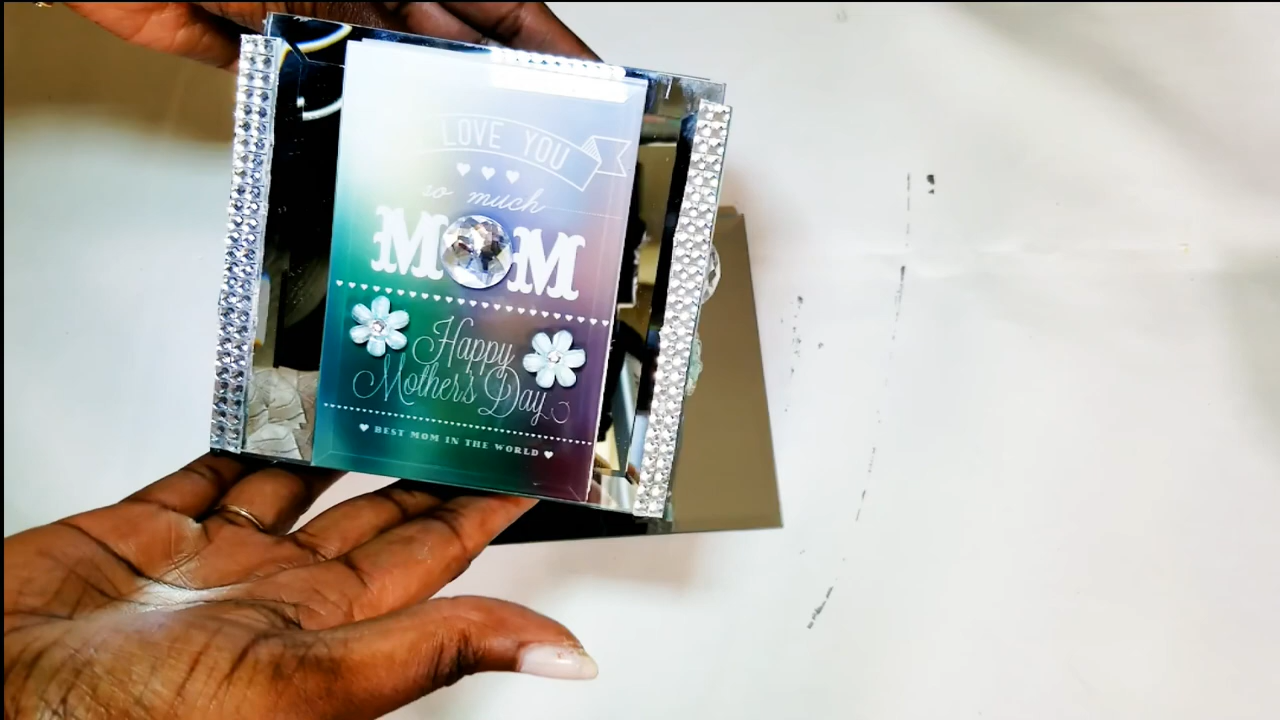 LOVE YOU
so much
MOM
Happy
Mother's Day
BEST MOM IN THE WORLD